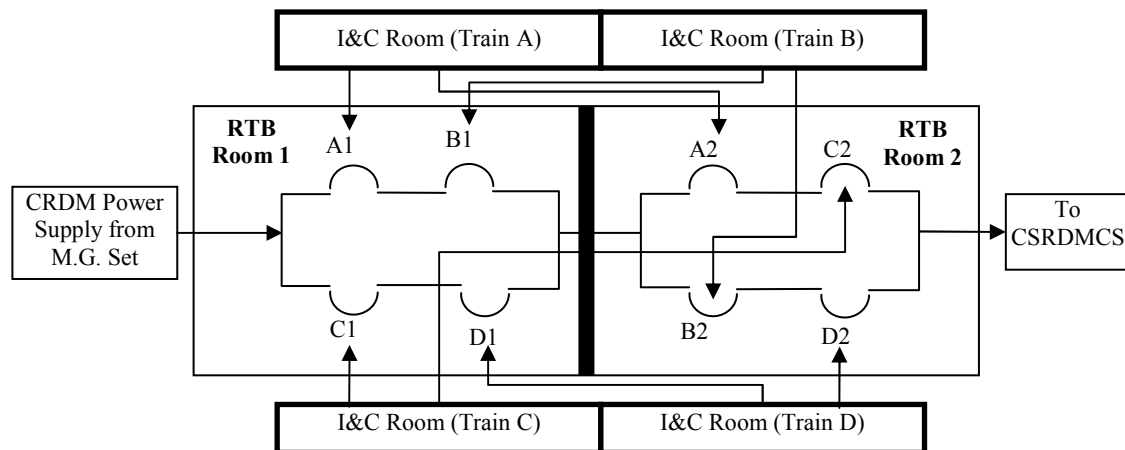 I&C Room (Train A)
I&C Room (Train B)
RTB
Room 1
A1
B1
A2
C2
RTB
Room 2
CRDM Power
Supply from
M.G. Set
To
CSRDMCS
C1
D1
B2
D2
I&C Room (Train C)
I&C Room (Train D)